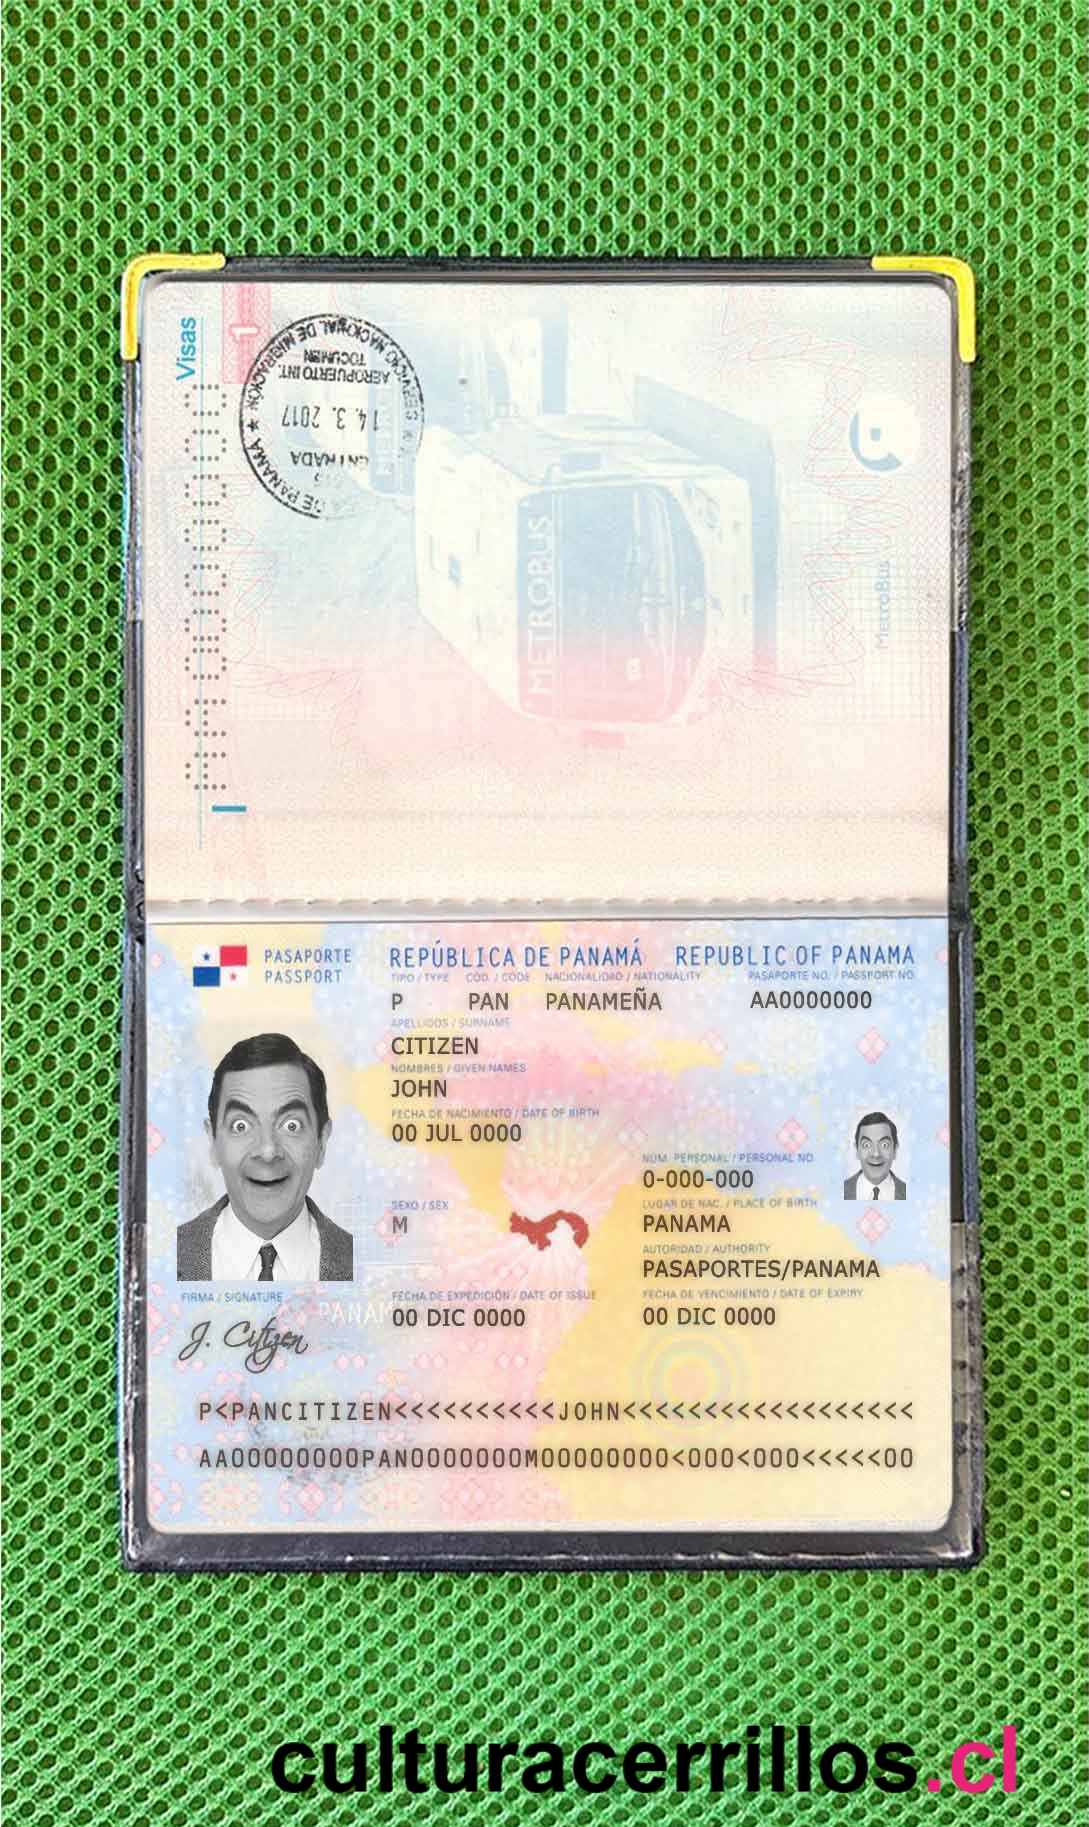 Visas
1
SERVICIO NACIONAL DE MIGRACIÓN ★
AEROPUERTO INT.
TOCUMEN
14. 3. 2017
ENTRADA
DE PANAMA ★
METROBUS
MetroBus
PASAPORTE
PASSPORT
REPÚBLICA DE PANAMÁ REPUBLIC OF PANAMA
TIPO / TYPE CÓD. / CODE NACIONALIDAD / NATIONALITY PASAPORTE NO. / PASSPORT NO.
P PAN PANAMEÑA AA0000000
APELLIDOS / SURNAME
CITIZEN
NOMBRES / GIVEN NAMES
JOHN
FECHA DE NACIMIENTO / DATE OF BIRTH
00 JUL 0000
NUM. PERSONAL / PERSONAL NO
0-000-000
SEXO / SEX LUGAR DE NAC. / PLACE OF BIRTH
M PANAMA
AUTORIDAD / AUTHORITY
PASAPORTES/PANAMA
FIRMA / SIGNATURE FECHA DE EXPEDICIÓN / DATE OF ISSUE FECHA DE VENCIMIENTO / DATE OF EXPIRY
00 DIC 0000 00 DIC 0000
J. Citizen
P<PANCITIZEN<<<<<<<<<<JOHN<<<<<<<<<<<<<<<<<<
AA00000000PAN0000000M00000000<000<000<<<<<00
culturacerrillos.cl